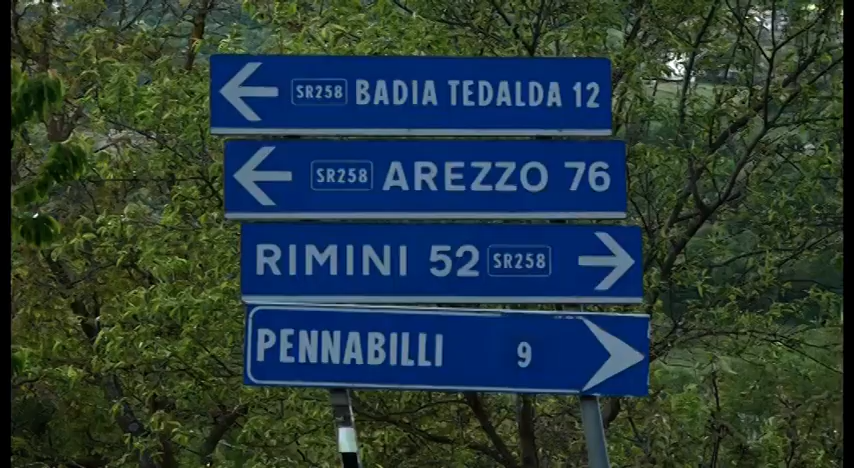 SR258 BADIA TEDALDA 12
SR258 AREZZO 76
RIMINI 52 SR258
PENNABILLI 9